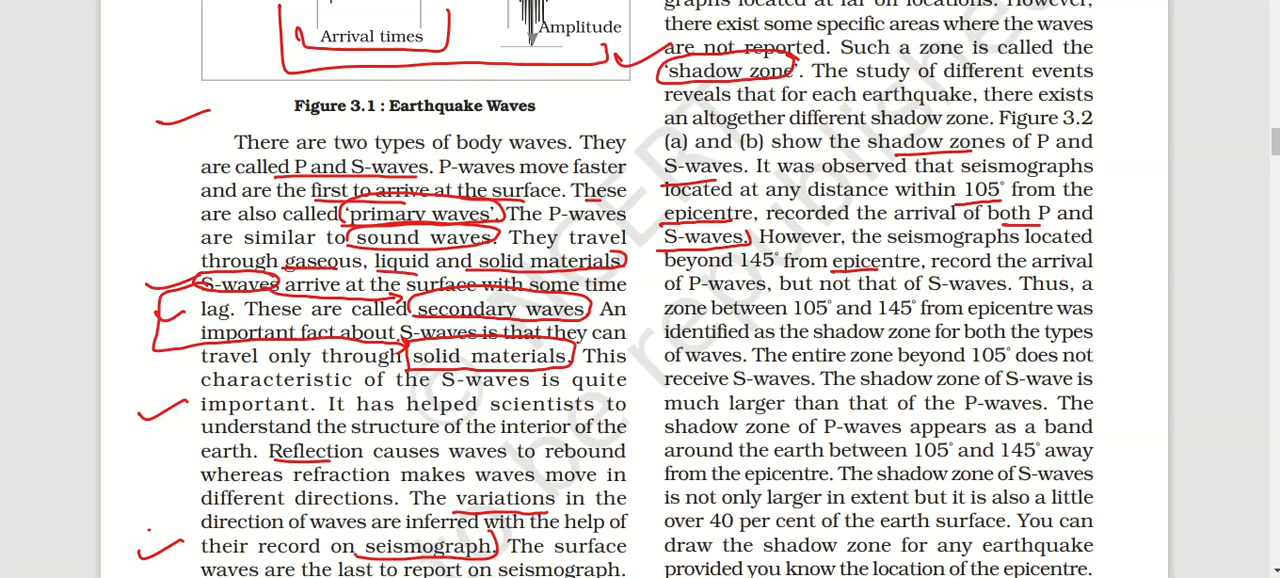 Arrival times
Amplitude
Figure 3.1 : Earthquake Waves
There are two types of body waves. They
are called P and S-waves. P-waves move faster
and are the first to arrive at the surface. These
are also called ‘primary waves’. The P-waves
are similar to sound waves. They travel
through gaseous, liquid and solid materials.
S-waves arrive at the surface with some time
lag. These are called secondary waves. An
important fact about S-waves is that they can
travel only through solid materials. This
characteristic of the S-waves is quite
important. It has helped scientists to
understand the structure of the interior of the
earth. Reflection causes waves to rebound
whereas refraction makes waves move in
different directions. The variations in the
direction of waves are inferred with the help of
their record on seismograph. The surface
waves are the last to report on seismograph.
graphs located at far off locations. However,
there exist some specific areas where the waves
are not reported. Such a zone is called the
‘shadow zone’. The study of different events
reveals that for each earthquake, there exists
an altogether different shadow zone. Figure 3.2
(a) and (b) show the shadow zones of P and
S-waves. It was observed that seismographs
located at any distance within 105° from the
epicentre, recorded the arrival of both P and
S-waves. However, the seismographs located
beyond 145° from epicentre, record the arrival
of P-waves, but not that of S-waves. Thus, a
zone between 105° and 145° from epicentre was
identified as the shadow zone for both the types
of waves. The entire zone beyond 105° does not
receive S-waves. The shadow zone of S-wave is
much larger than that of the P-waves. The
shadow zone of P-waves appears as a band
around the earth between 105° and 145° away
from the epicentre. The shadow zone of S-waves
is not only larger in extent but it is also a little
over 40 per cent of the earth surface. You can
draw the shadow zone for any earthquake
provided you know the location of the epicentre.
© NCERT
to be republished